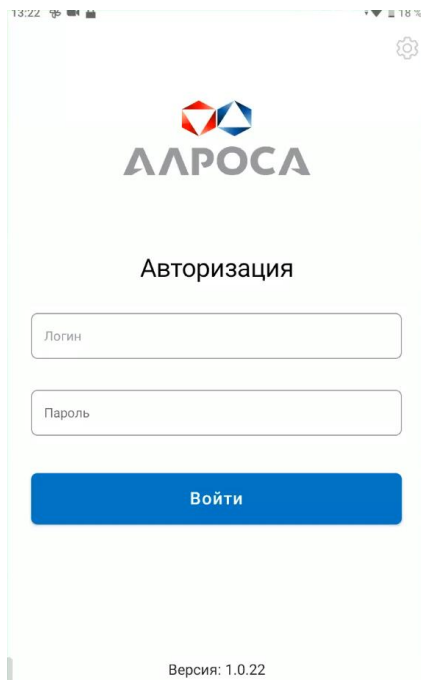 13:22 18 %
АЛРОСА
Авторизация
Логин
Пароль
Войти
Версия: 1.0.22